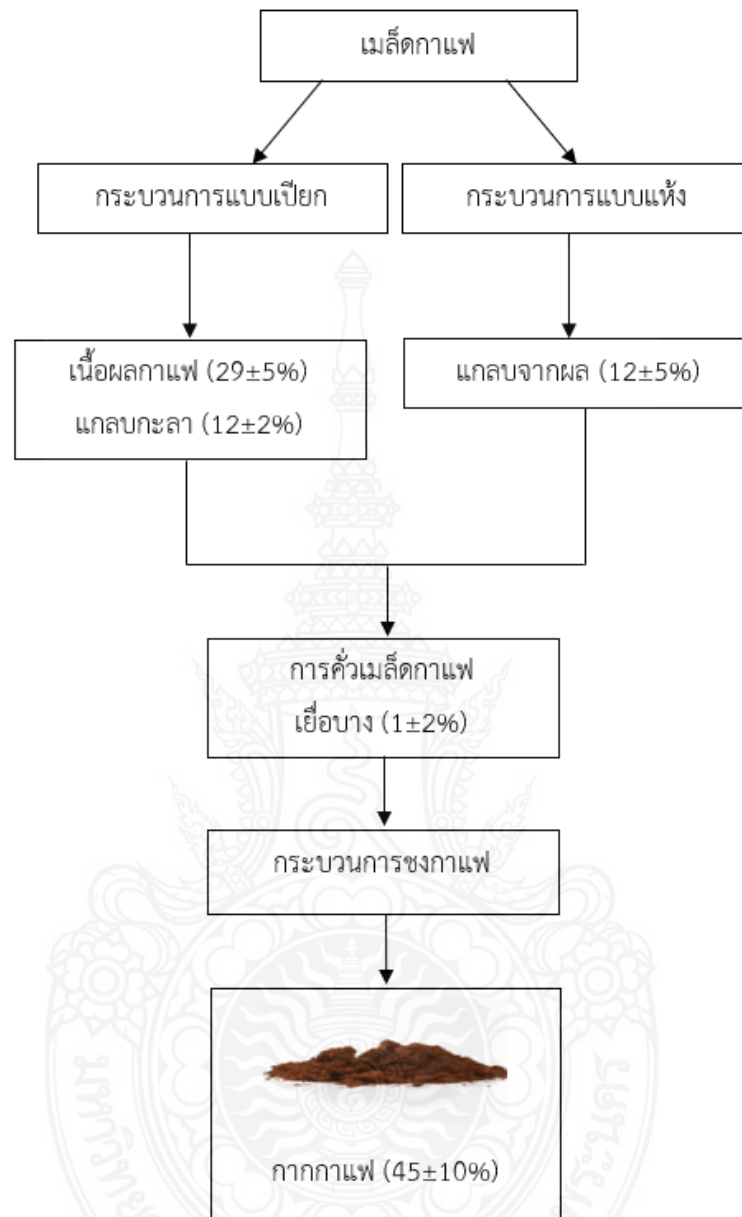 เมล็ดกาแฟ
กระบวนการแบบเปียก
กระบวนการแบบแห้ง
เนื้อผลกาแฟ (29±5%)
แกลบกะลา (12±2%)
แกลบจากผล (12±5%)
การคั่วเมล็ดกาแฟ
เยื่อบาง (1±2%)
กระบวนการชงกาแฟ
กากกาแฟ (45±10%)